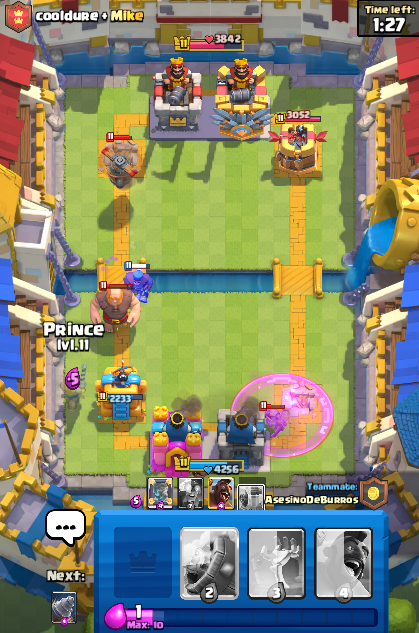 cooldure + Mike
Time left:
1:27
3842
3052
Prince
lvl.11
2233
4256
Teammate:
AsesinoDeBurros
...
Next:
2
3
4
1
Max: 10